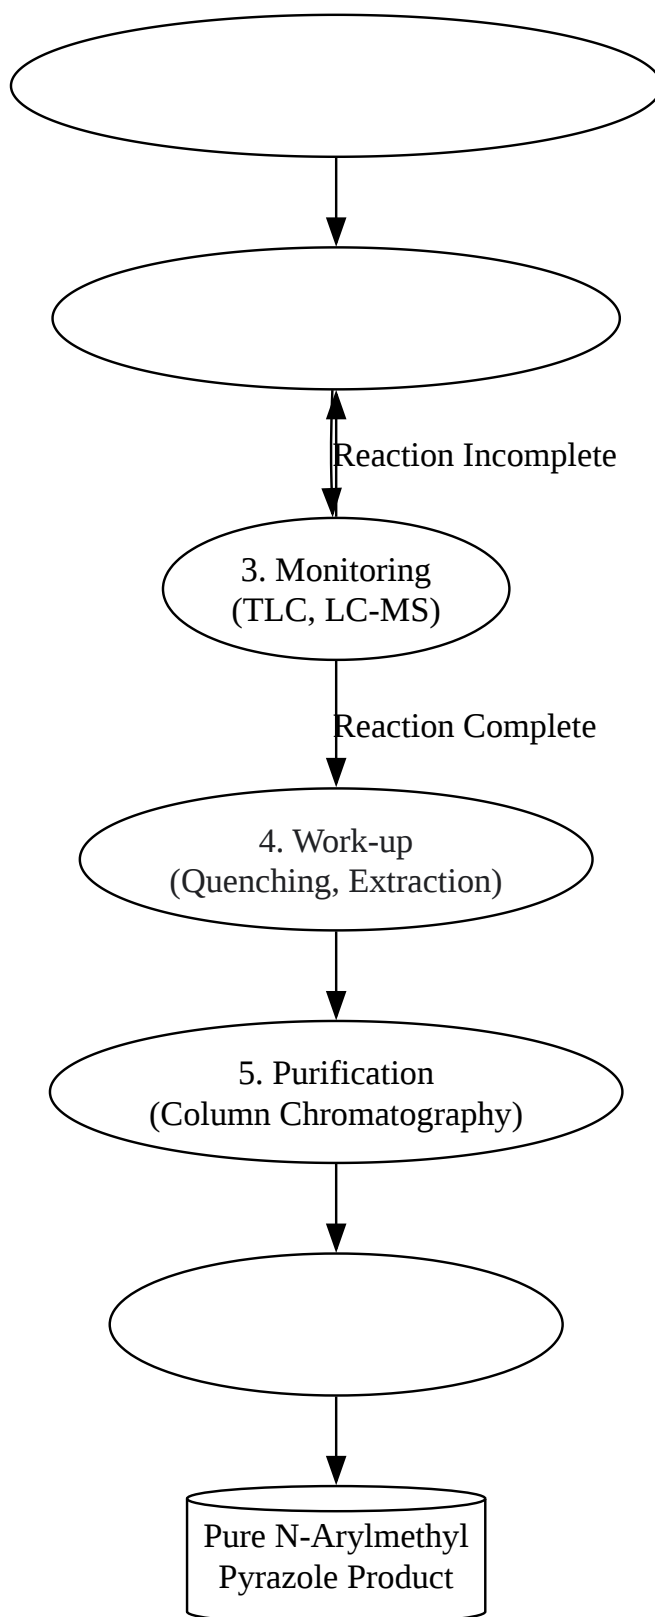 Reaction Incomplete
3. Monitoring
(TLC, LC-MS)
Reaction Complete
4. Work-up
(Quenching, Extraction)
5. Purification
(Column Chromatography)
Pure N-Arylmethyl
Pyrazole Product